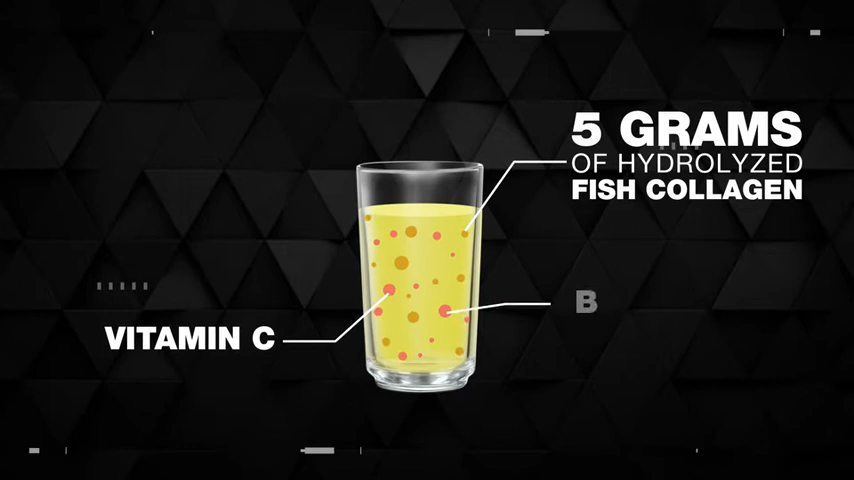 5 GRAMS
OF HYDROLYZED
FISH COLLAGEN
B
VITAMIN C